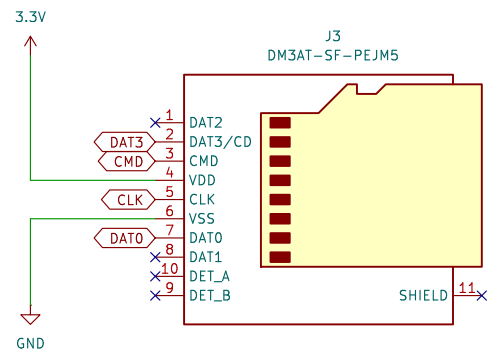 3.3V
J3
DM3AT-SF-PEJM5
1 DAT2
DAT3 2 DAT3/CD
CMD 3 CMD
4 VDD
CLK 5 CLK
6 VSS
DAT0 7 DAT0
8 DAT1
10 DET_A
9 DET_B
SHIELD 11
GND